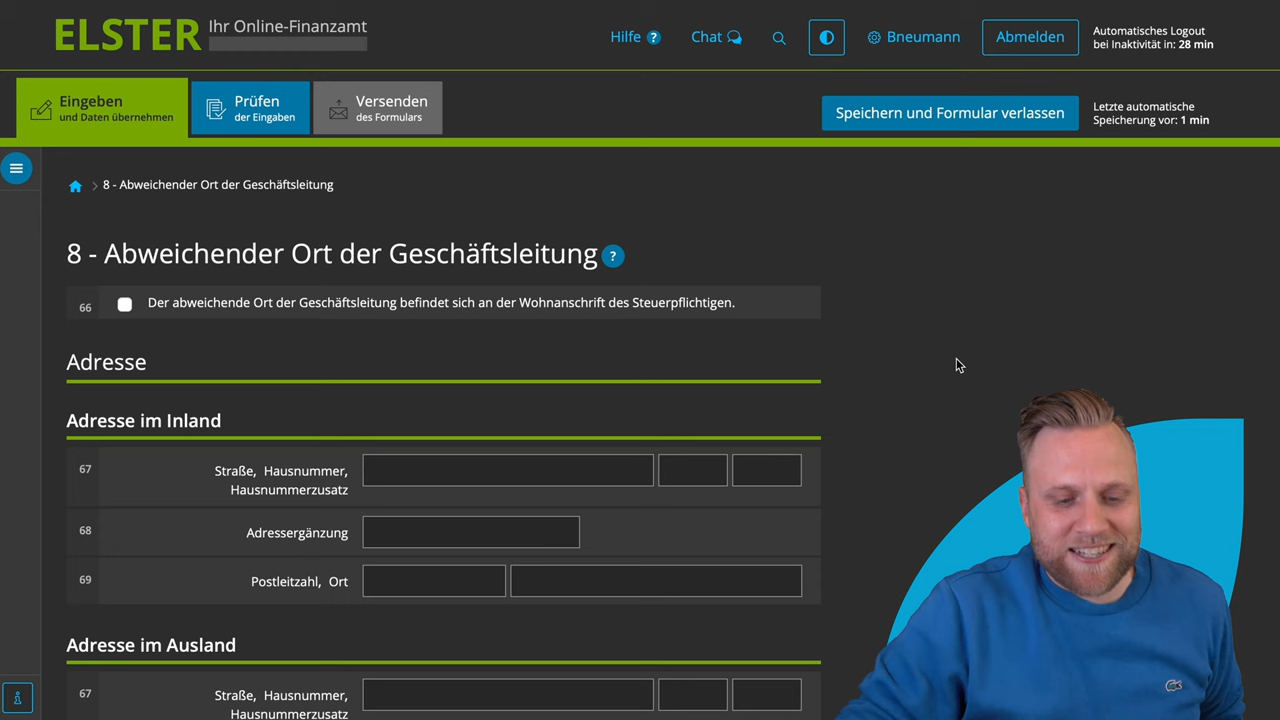 ELSTER
Ihr Online-Finanzamt
Hilfe ?
Chat
Bneumann
Abmelden
Automatisches Logout
bei Inaktivität in: 28 min
Eingeben
und Daten übernehmen
Prüfen
der Eingaben
Versenden
des Formulars
Speichern und Formular verlassen
Letzte automatische
Speicherung vor: 1 min
8 - Abweichender Ort der Geschäftsleitung
8 - Abweichender Ort der Geschäftsleitung ?
66 Der abweichende Ort der Geschäftsleitung befindet sich an der Wohnanschrift des Steuerpflichtigen.
Adresse
Adresse im Inland
67 Straße, Hausnummer,
Hausnummerzusatz
68 Adressergänzung
69 Postleitzahl, Ort
Adresse im Ausland
67 Straße, Hausnummer,
Hausnummerzusatz
i